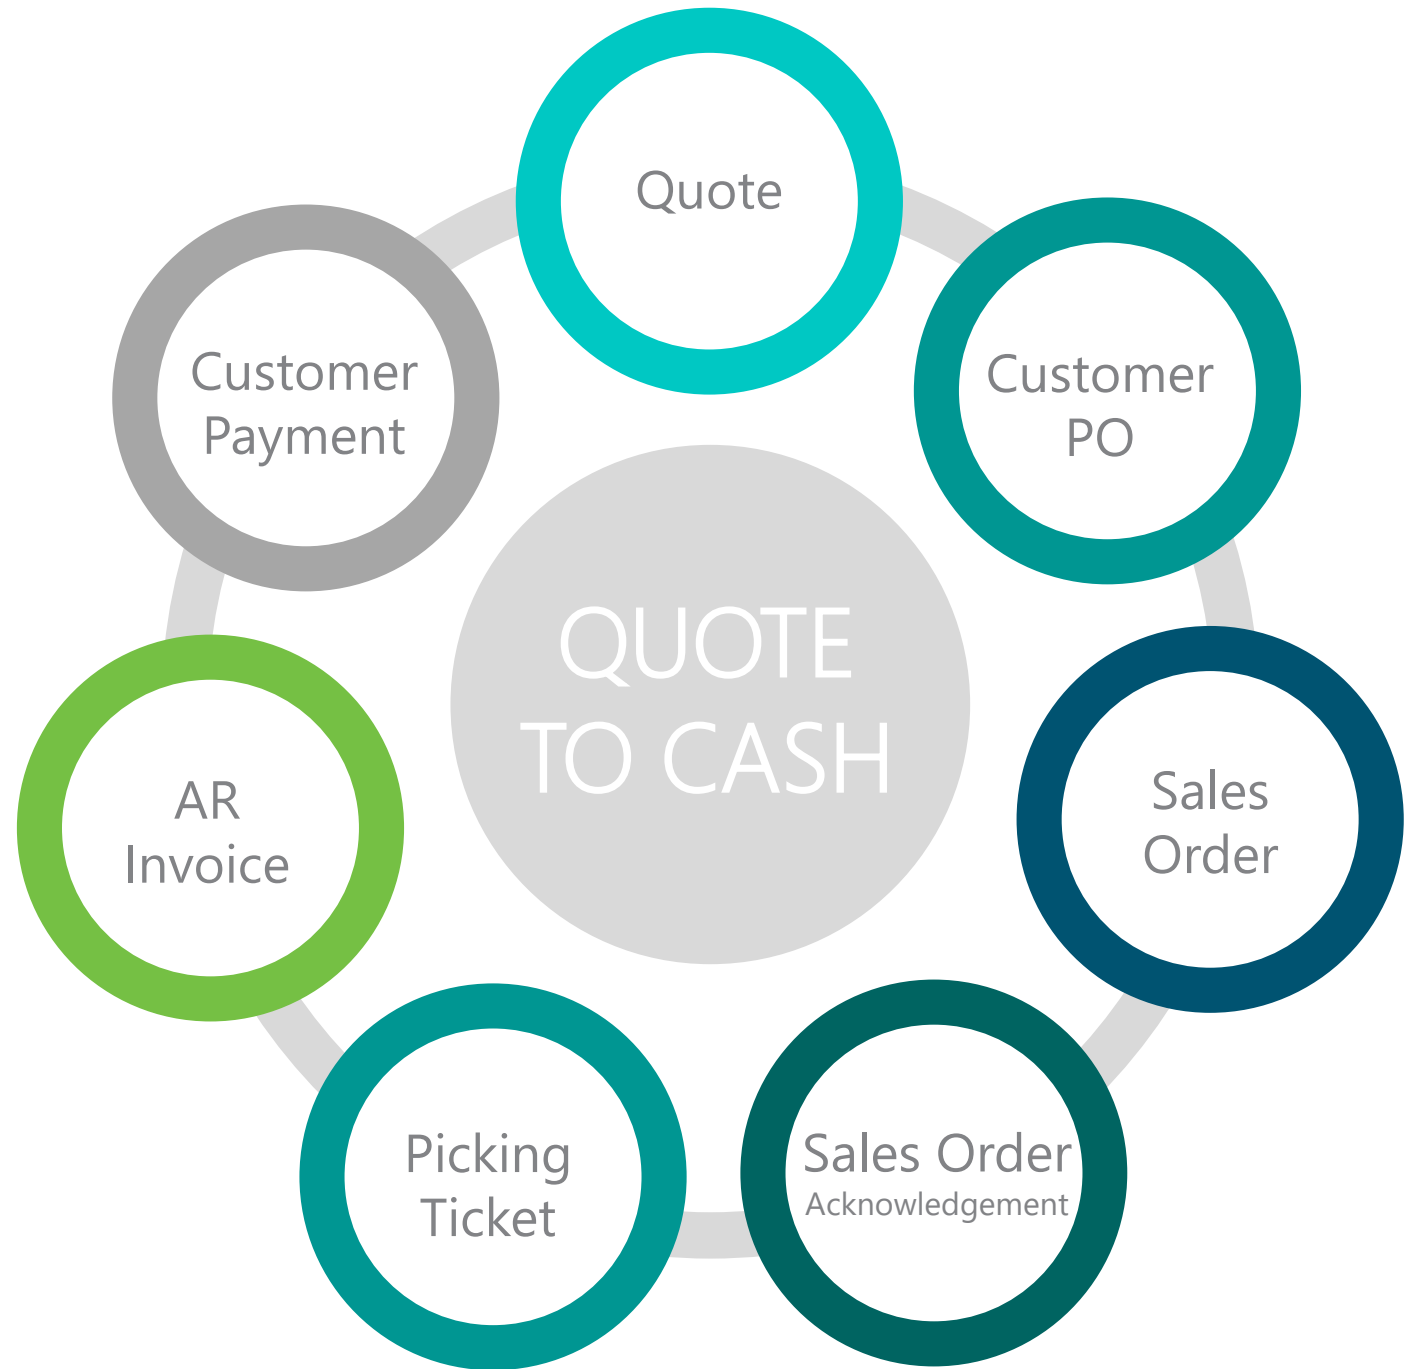 Quote
Customer
PO
Sales
Order
Sales Order
Acknowledgement
Picking
Ticket
AR
Invoice
Customer
Payment
QUOTE
TO CASH